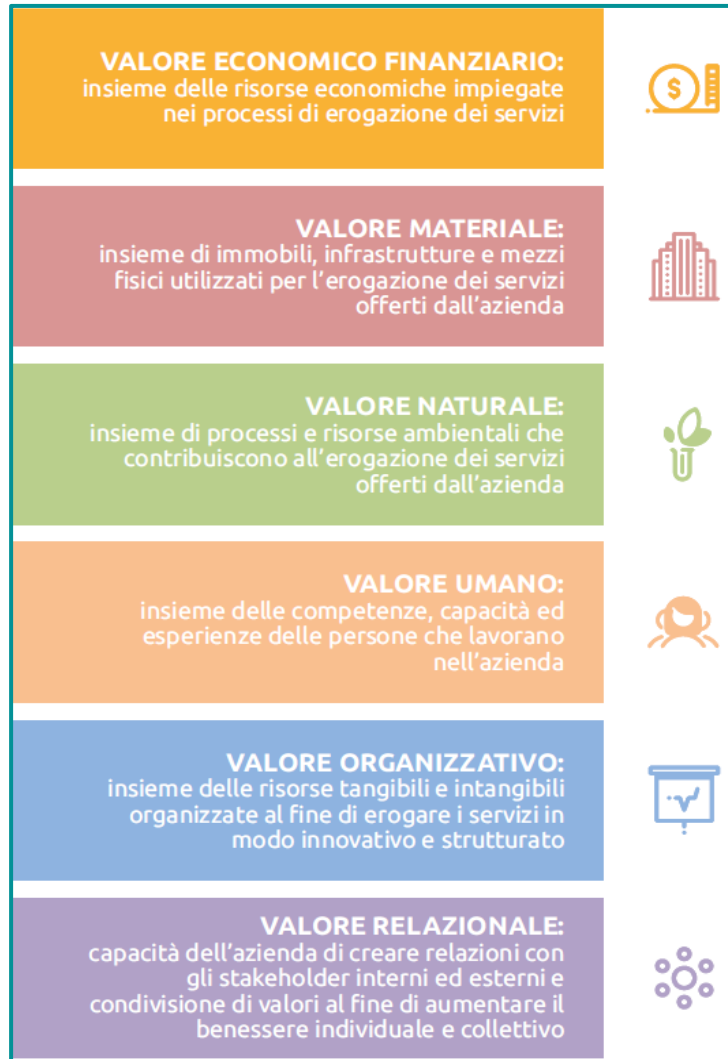 VALORE ECONOMICO FINANZIARIO:
insieme delle risorse economiche impiegate
nei processi di erogazione dei servizi
$
VALORE MATERIALE:
insieme di immobili, infrastrutture e mezzi
fisici utilizzati per l'erogazione dei servizi
offerti dall'azienda
VALORE NATURALE:
insieme di processi e risorse ambientali che
contribuiscono all'erogazione dei servizi
offerti dall'azienda
VALORE UMANO:
insieme delle competenze, capacità ed
esperienze delle persone che lavorano
nell'azienda
VALORE ORGANIZZATIVO:
insieme delle risorse tangibili e intangibili
organizzate al fine di erogare i servizi in
modo innovativo e strutturato
VALORE RELAZIONALE:
capacità dell'azienda di creare relazioni con
gli stakeholder interni ed esterni e
condivisione di valori al fine di aumentare il
benessere individuale e collettivo